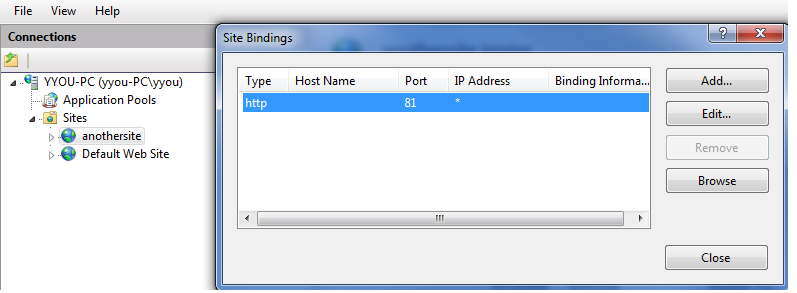 File View Help
Connections
YYOU-PC (yyou-PC\yyou)
Application Pools
Sites
anothersite
Default Web Site
Site Bindings
Type Host Name Port IP Address Binding Informa...
http 81 *
Add...
Edit...
Remove
Browse
Close